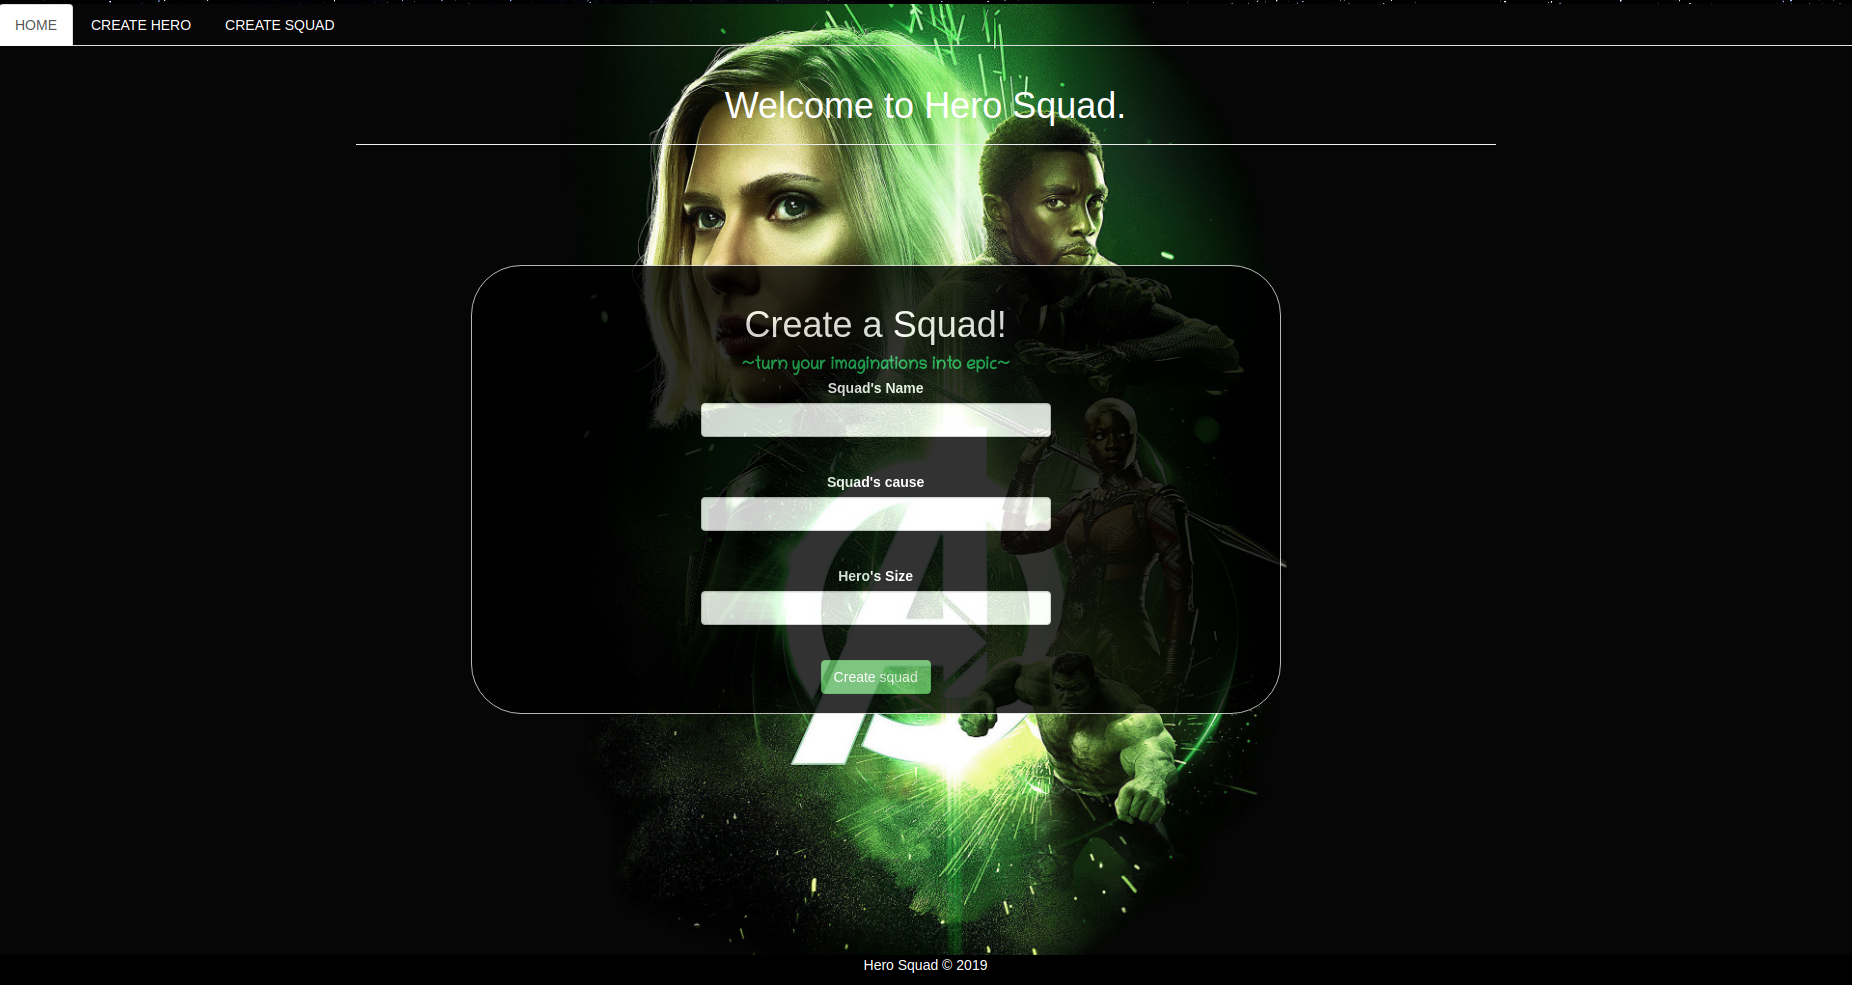 HOME CREATE HERO CREATE SQUAD
Welcome to Hero Squad.
Create a Squad!
~turn your imaginations into epic~
Squad's Name
Squad's cause
Hero's Size
Create squad
Hero Squad © 2019